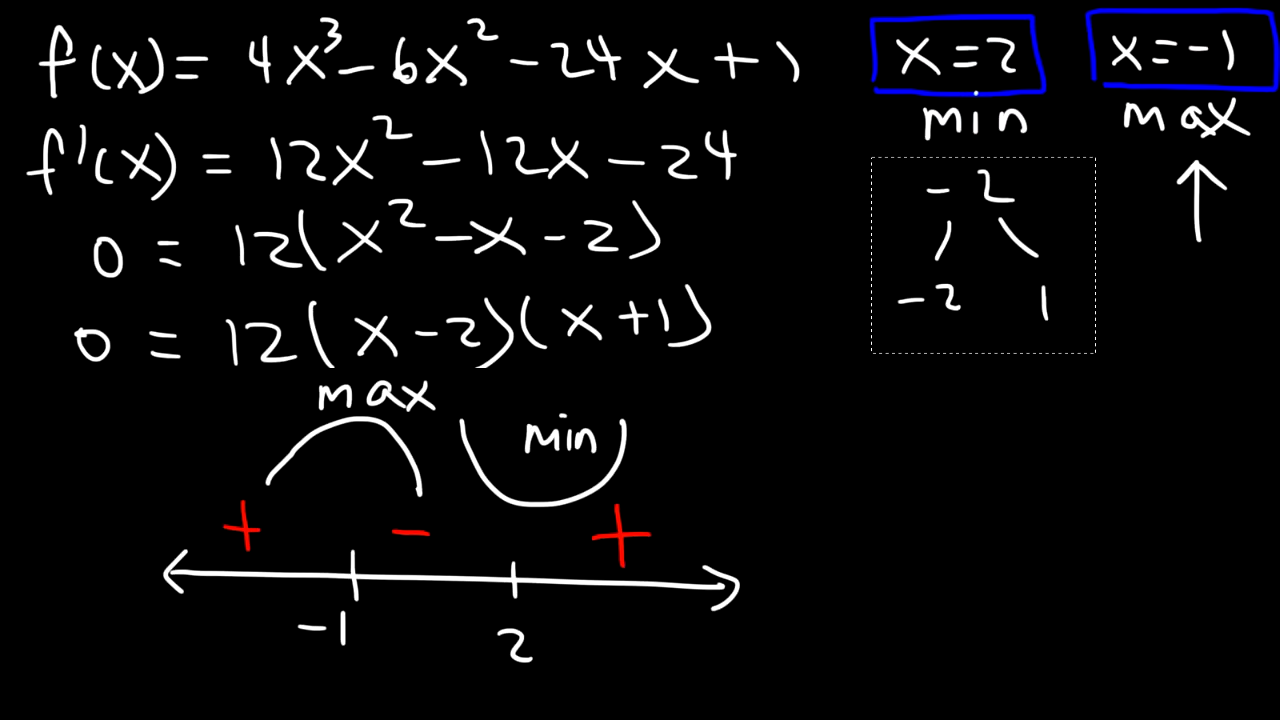 f(x) = 4x³ - 6x² - 24x + 1
x = 2
x = -1
min
max
f'(x) = 12x² - 12x - 24
-2
0 = 12(x² - x - 2)
-2 1
0 = 12(x - 2)(x + 1)
max
min
+ - +
-1 2